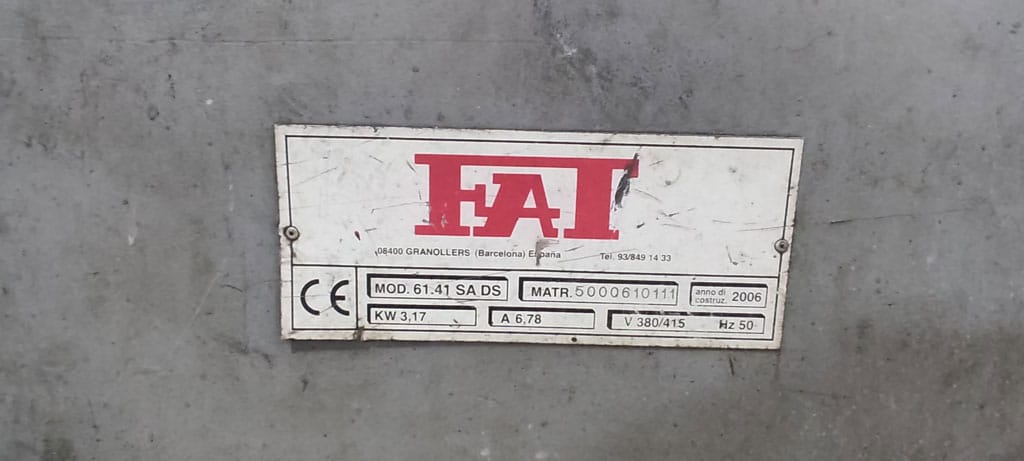 FAI
08400 GRANOLLERS (Barcelona) España Tel. 93/849 14 33
CE MOD. 61.41 SA DS MATR. 5000610111 anno di costruz. 2006
KW 3,17 A 6,78 V 380/415 Hz 50